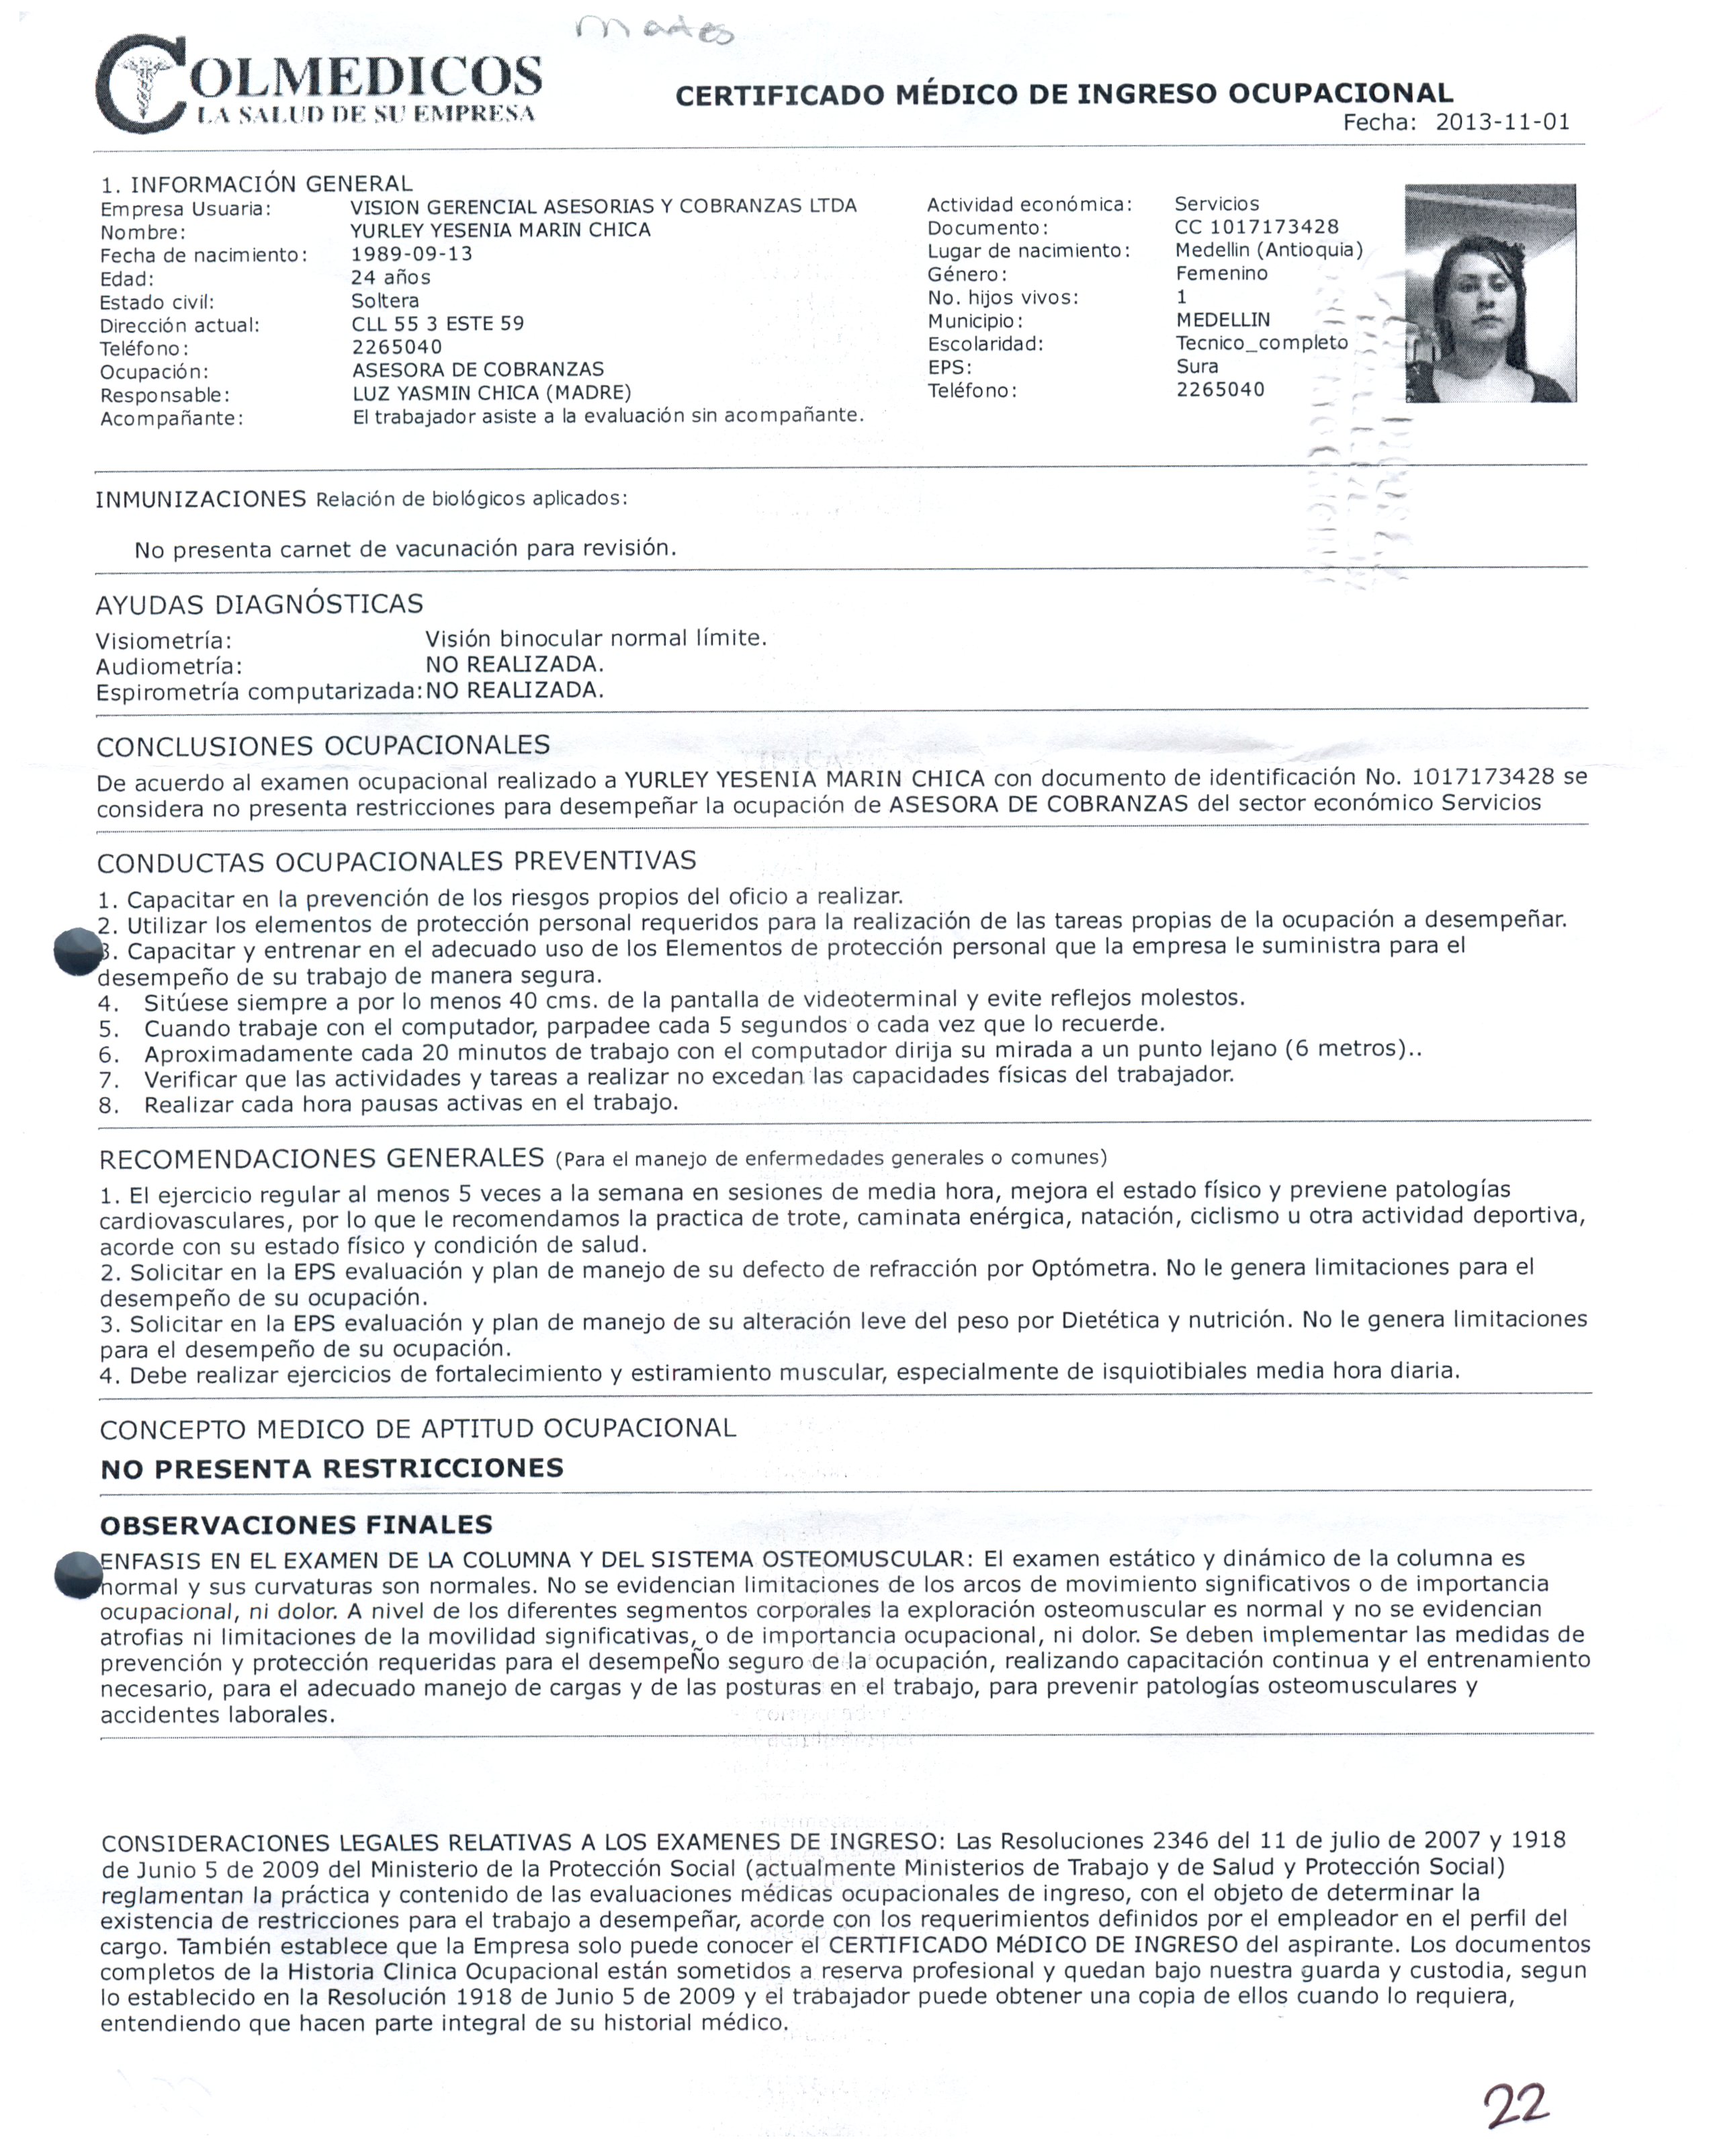 Martes
COLMEDICOS
LA SALUD DE SU EMPRESA
CERTIFICADO MÉDICO DE INGRESO OCUPACIONAL
Fecha: 2013-11-01
1. INFORMACIÓN GENERAL
Empresa Usuaria: VISION GERENCIAL ASESORIAS Y COBRANZAS LTDA Actividad económica: Servicios
Nombre: YURLEY YESENIA MARIN CHICA Documento: CC 1017173428
Fecha de nacimiento: 1989-09-13 Lugar de nacimiento: Medellin (Antioquia)
Edad: 24 años Género: Femenino
Estado civil: Soltera No. hijos vivos: 1
Dirección actual: CLL 55 3 ESTE 59 Municipio: MEDELLIN
Teléfono: 2265040 Escolaridad: Tecnico_completo
Ocupación: ASESORA DE COBRANZAS EPS: Sura
Responsable: LUZ YASMIN CHICA (MADRE) Teléfono: 2265040
Acompañante: El trabajador asiste a la evaluación sin acompañante.
INMUNIZACIONES Relación de biológicos aplicados:
No presenta carnet de vacunación para revisión.
AYUDAS DIAGNÓSTICAS
Visiometría: Visión binocular normal límite.
Audiometría: NO REALIZADA.
Espirometría computarizada: NO REALIZADA.
CONCLUSIONES OCUPACIONALES
De acuerdo al examen ocupacional realizado a YURLEY YESENIA MARIN CHICA con documento de identificación No. 1017173428 se
considera no presenta restricciones para desempeñar la ocupación de ASESORA DE COBRANZAS del sector económico Servicios
CONDUCTAS OCUPACIONALES PREVENTIVAS
1. Capacitar en la prevención de los riesgos propios del oficio a realizar.
2. Utilizar los elementos de protección personal requeridos para la realización de las tareas propias de la ocupación a desempeñar.
3. Capacitar y entrenar en el adecuado uso de los Elementos de protección personal que la empresa le suministra para el
desempeño de su trabajo de manera segura.
4. Sitúese siempre a por lo menos 40 cms. de la pantalla de videoterminal y evite reflejos molestos.
5. Cuando trabaje con el computador, parpadee cada 5 segundos o cada vez que lo recuerde.
6. Aproximadamente cada 20 minutos de trabajo con el computador dirija su mirada a un punto lejano (6 metros)..
7. Verificar que las actividades y tareas a realizar no excedan las capacidades físicas del trabajador.
8. Realizar cada hora pausas activas en el trabajo.
RECOMENDACIONES GENERALES (Para el manejo de enfermedades generales o comunes)
1. El ejercicio regular al menos 5 veces a la semana en sesiones de media hora, mejora el estado físico y previene patologías
cardiovasculares, por lo que le recomendamos la practica de trote, caminata enérgica, natación, ciclismo u otra actividad deportiva,
acorde con su estado físico y condición de salud.
2. Solicitar en la EPS evaluación y plan de manejo de su defecto de refracción por Optómetra. No le genera limitaciones para el
desempeño de su ocupación.
3. Solicitar en la EPS evaluación y plan de manejo de su alteración leve del peso por Dietética y nutrición. No le genera limitaciones
para el desempeño de su ocupación.
4. Debe realizar ejercicios de fortalecimiento y estiramiento muscular, especialmente de isquiotibiales media hora diaria.
CONCEPTO MEDICO DE APTITUD OCUPACIONAL
NO PRESENTA RESTRICCIONES
OBSERVACIONES FINALES
ENFASIS EN EL EXAMEN DE LA COLUMNA Y DEL SISTEMA OSTEOMUSCULAR: El examen estático y dinámico de la columna es
normal y sus curvaturas son normales. No se evidencian limitaciones de los arcos de movimiento significativos o de importancia
ocupacional, ni dolor. A nivel de los diferentes segmentos corporales la exploración osteomuscular es normal y no se evidencian
atrofias ni limitaciones de la movilidad significativas, o de importancia ocupacional, ni dolor. Se deben implementar las medidas de
prevención y protección requeridas para el desempeÑo seguro de la ocupación, realizando capacitación continua y el entrenamiento
necesario, para el adecuado manejo de cargas y de las posturas en el trabajo, para prevenir patologías osteomusculares y
accidentes laborales.
CONSIDERACIONES LEGALES RELATIVAS A LOS EXAMENES DE INGRESO: Las Resoluciones 2346 del 11 de julio de 2007 y 1918
de Junio 5 de 2009 del Ministerio de la Protección Social (actualmente Ministerios de Trabajo y de Salud y Protección Social)
reglamentan la práctica y contenido de las evaluaciones médicas ocupacionales de ingreso, con el objeto de determinar la
existencia de restricciones para el trabajo a desempeñar, acorde con los requerimientos definidos por el empleador en el perfil del
cargo. También establece que la Empresa solo puede conocer el CERTIFICADO MéDICO DE INGRESO del aspirante. Los documentos
completos de la Historia Clinica Ocupacional están sometidos a reserva profesional y quedan bajo nuestra guarda y custodia, segun
lo establecido en la Resolución 1918 de Junio 5 de 2009 y el trabajador puede obtener una copia de ellos cuando lo requiera,
entendiendo que hacen parte integral de su historial médico.
22